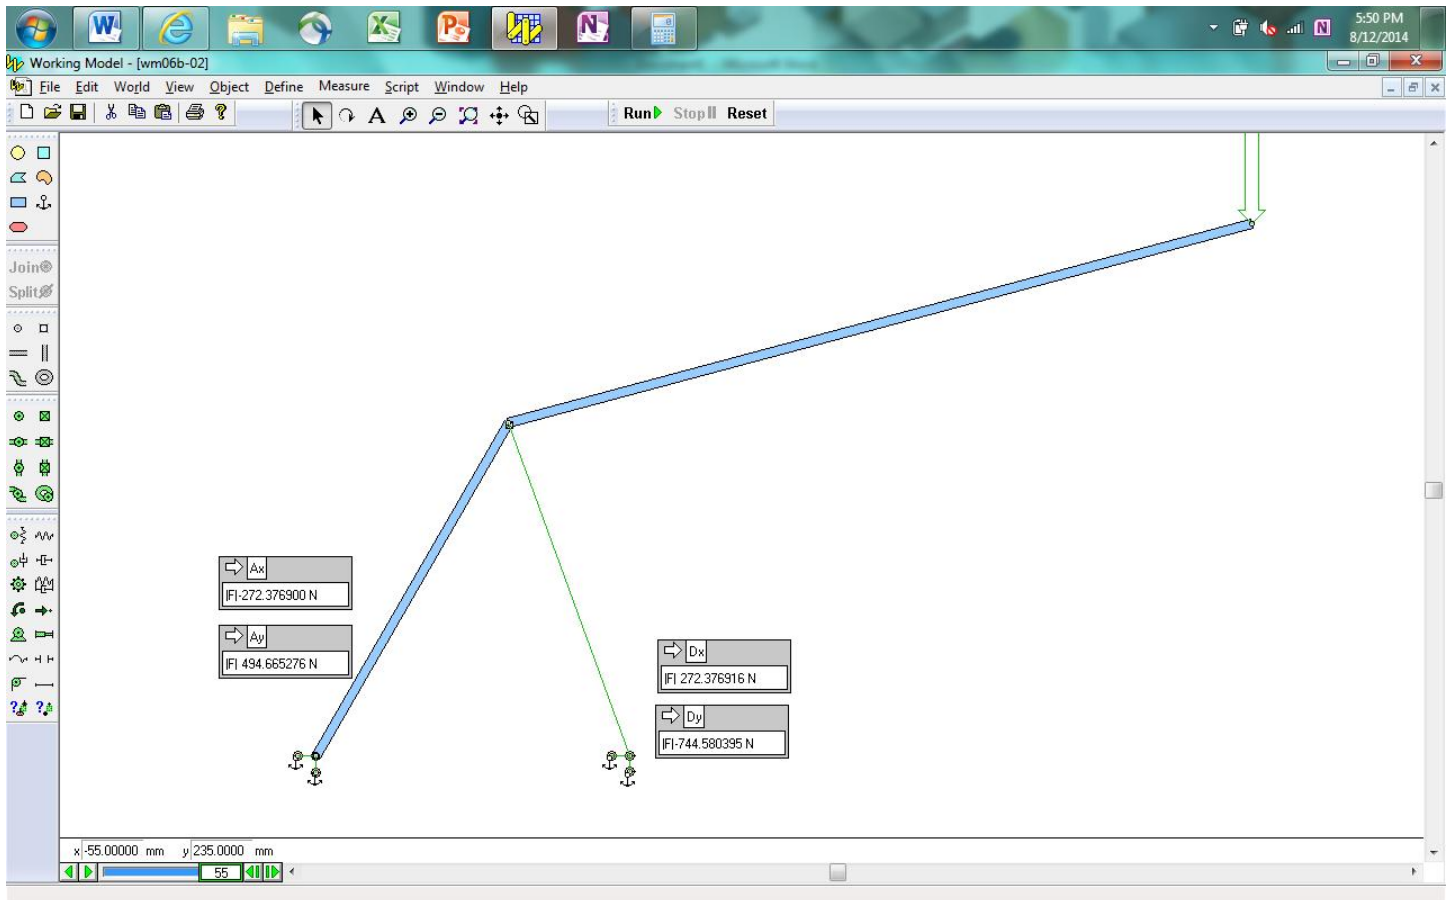 5:50 PM
8/12/2014
Working Model - [wm06b-02]
File Edit World View Object Define Measure Script Window Help
Run Stop Reset
Join
Split
Ax
|F|-272.376900 N
Ay
|F| 494.665276 N
Dx
|F| 272.376916 N
Dy
|F|-744.580395 N
x -55.00000 mm y 235.0000 mm
55